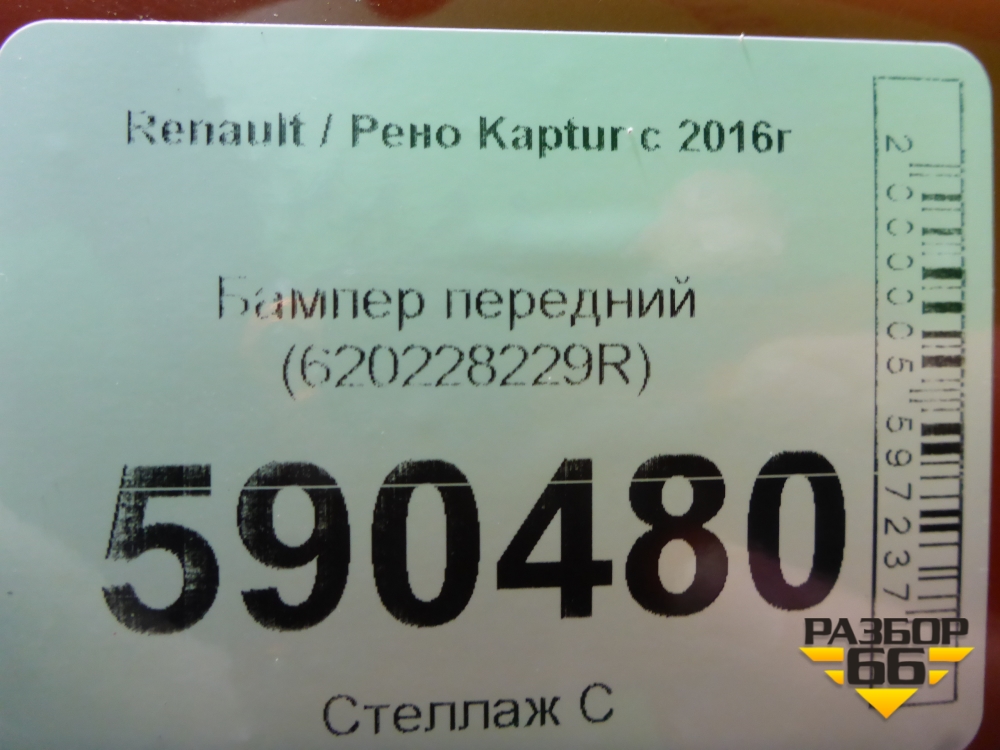 Renault / Рено Kaptur с 2016г
Бампер передний
(620228229R)
590480
Стеллаж С
2000005597237
РАЗБОР
66